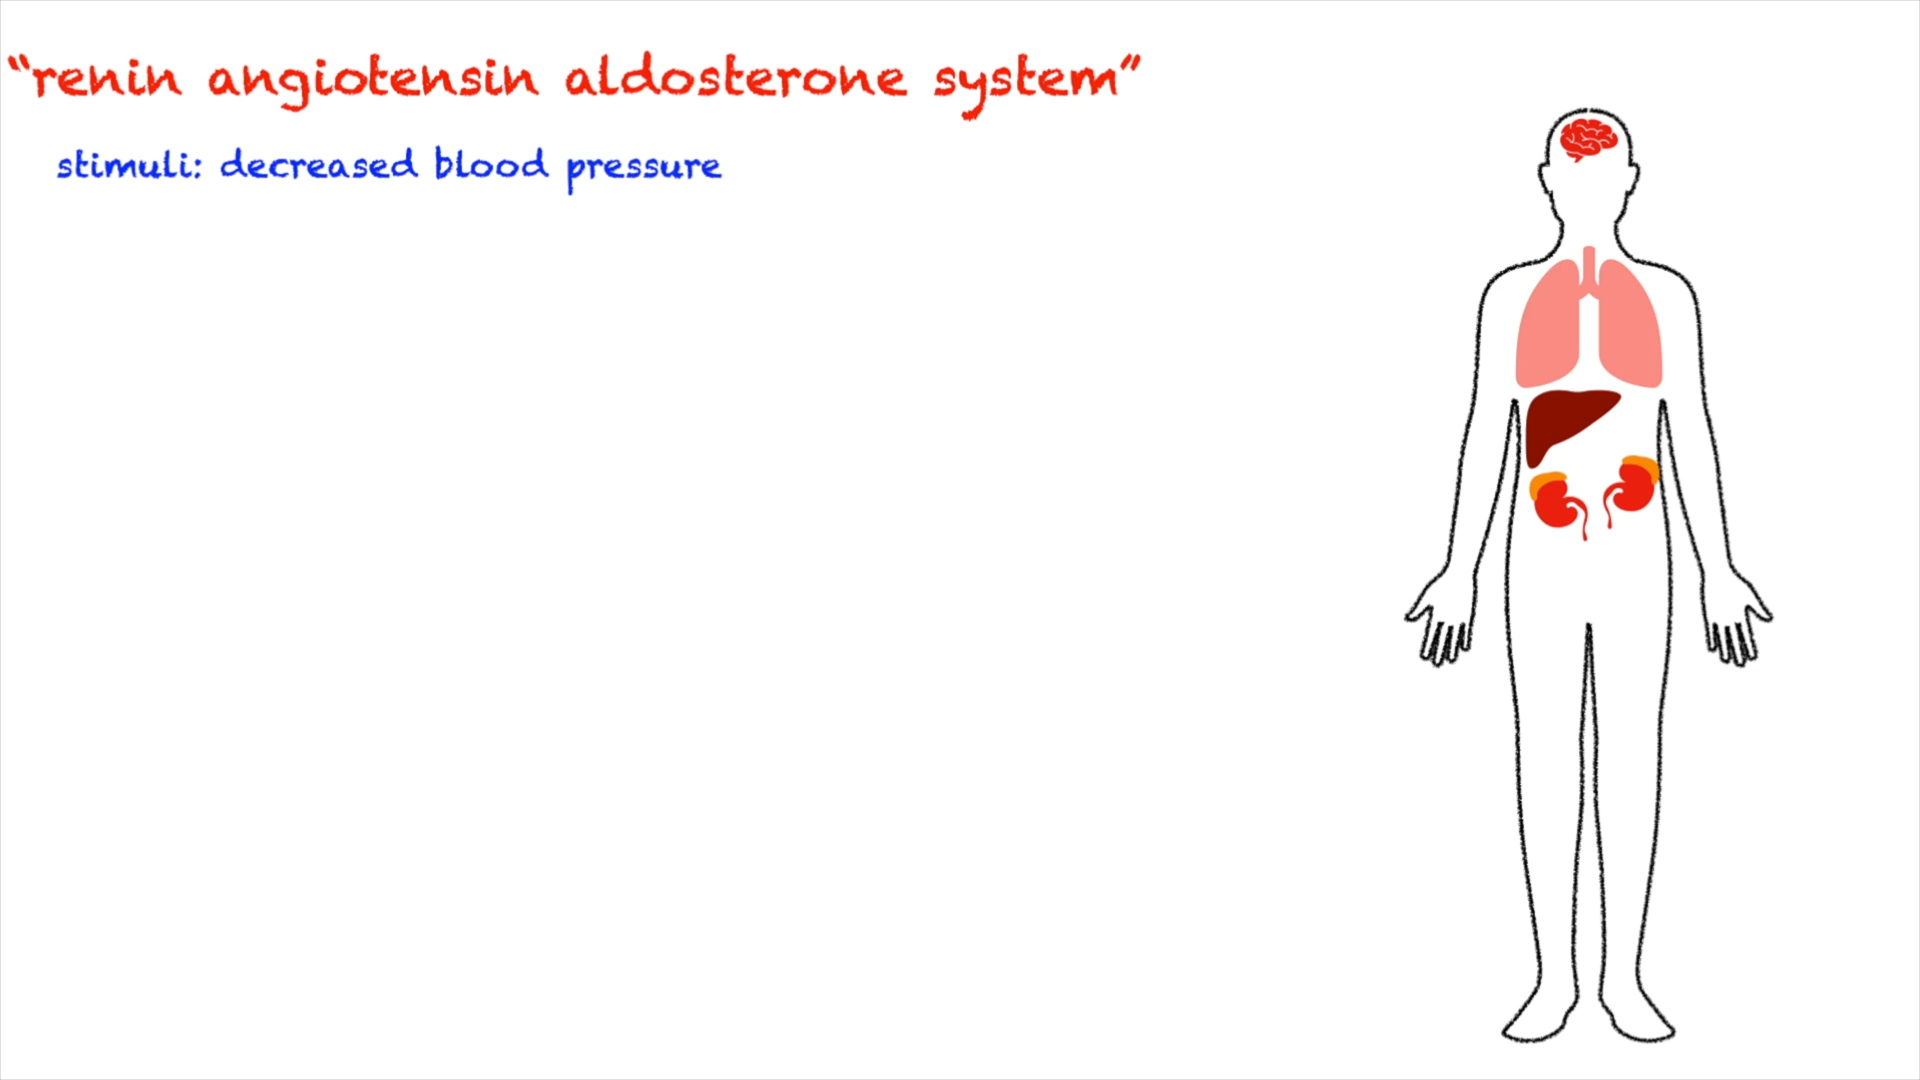 “renin angiotensin aldosterone system”
stimuli: decreased blood pressure